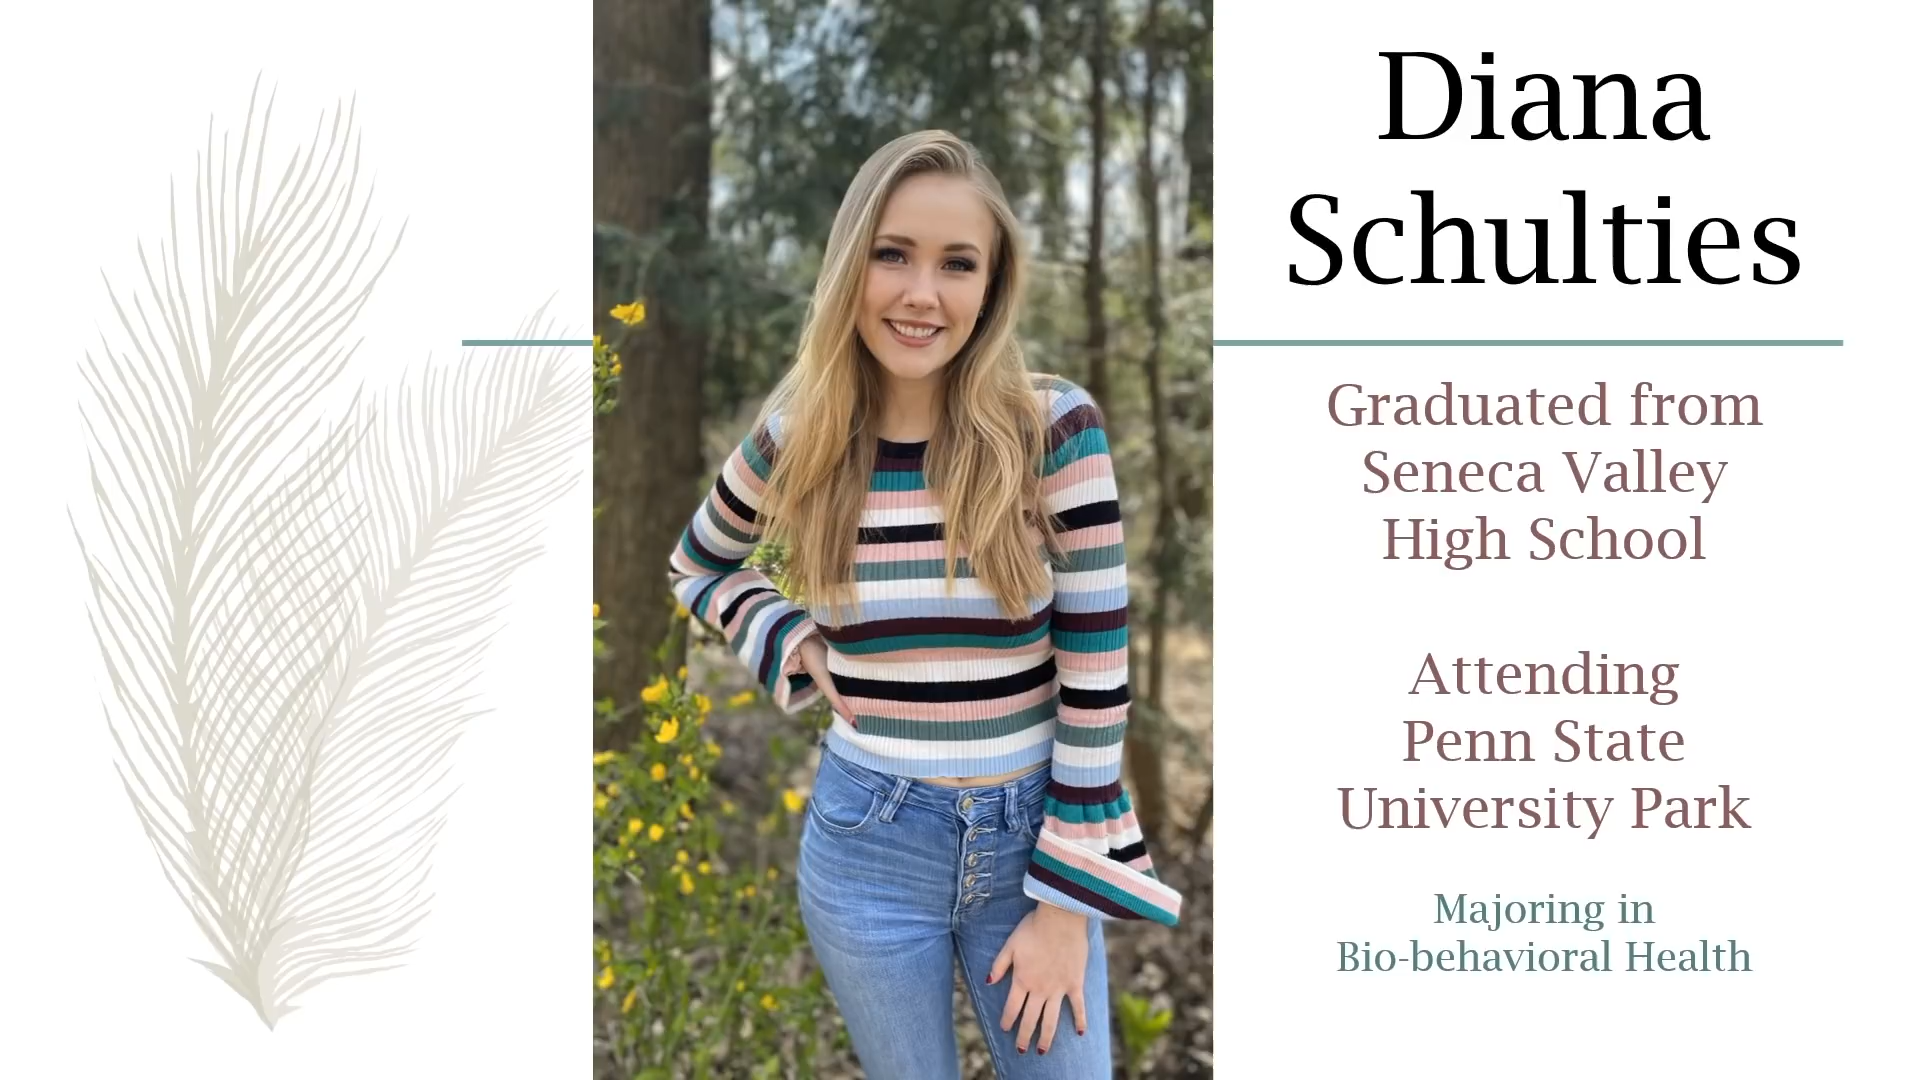 Diana
Schulties
Graduated from
Seneca Valley
High School
Attending
Penn State
University Park
Majoring in
Bio-behavioral Health